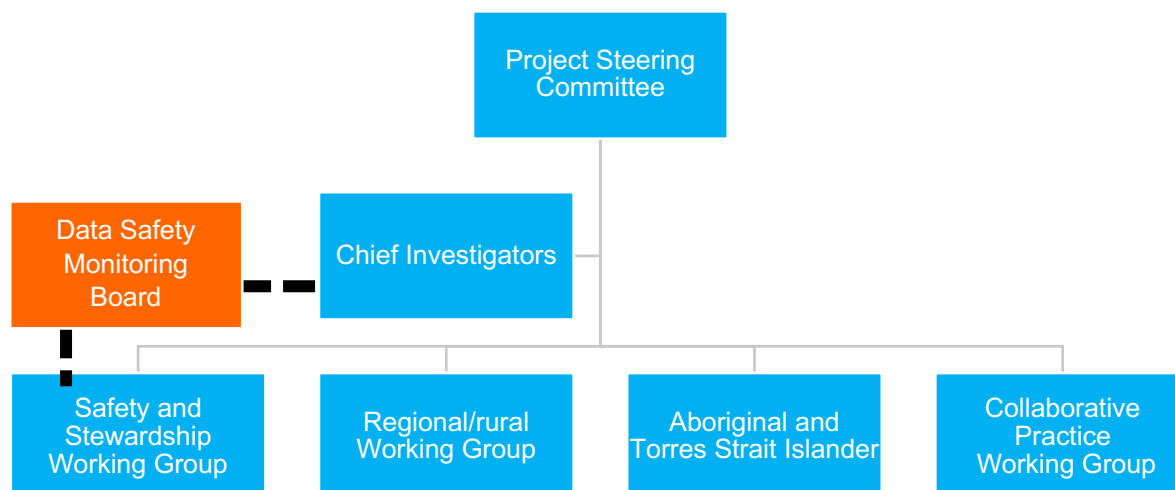 Project Steering
Committee
Data Safety
Monitoring
Board
Chief Investigators
Safety and
Stewardship
Working Group
Regional/rural
Working Group
Aboriginal and
Torres Strait Islander
Collaborative
Practice
Working Group